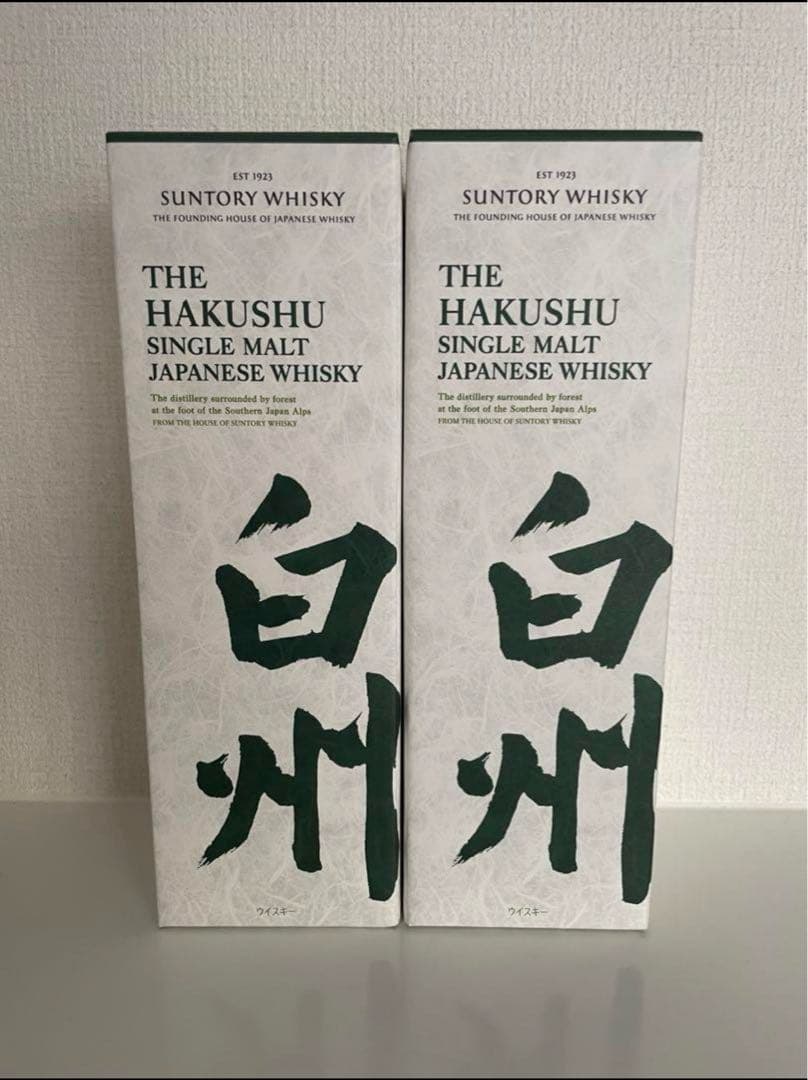 EST 1923
SUNTORY WHISKY
THE FOUNDING HOUSE OF JAPANESE WHISKY
THE
HAKUSHU
SINGLE MALT
JAPANESE WHISKY
The distillery surrounded by forest
at the foot of the Southern Japan Alps
FROM THE HOUSE OF SUNTORY WHISKY
白州
ウイスキー
EST 1923
SUNTORY WHISKY
THE FOUNDING HOUSE OF JAPANESE WHISKY
THE
HAKUSHU
SINGLE MALT
JAPANESE WHISKY
The distillery surrounded by forest
at the foot of the Southern Japan Alps
FROM THE HOUSE OF SUNTORY WHISKY
白州
ウイスキー